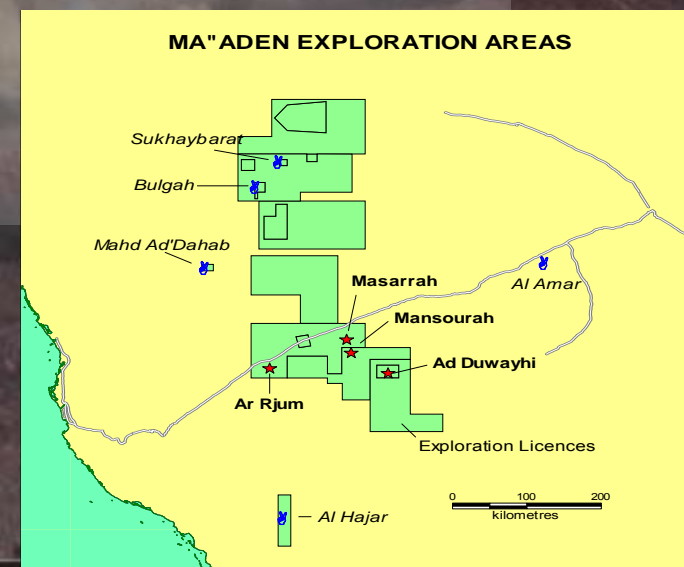 MA"ADEN EXPLORATION AREAS
Sukhaybarat
Bulgah
Mahd Ad'Dahab
Masarrah
Al Amar
Mansourah
Ad Duwayhi
Ar Rjum
Exploration Licences
0 100 200
kilometres
Al Hajar